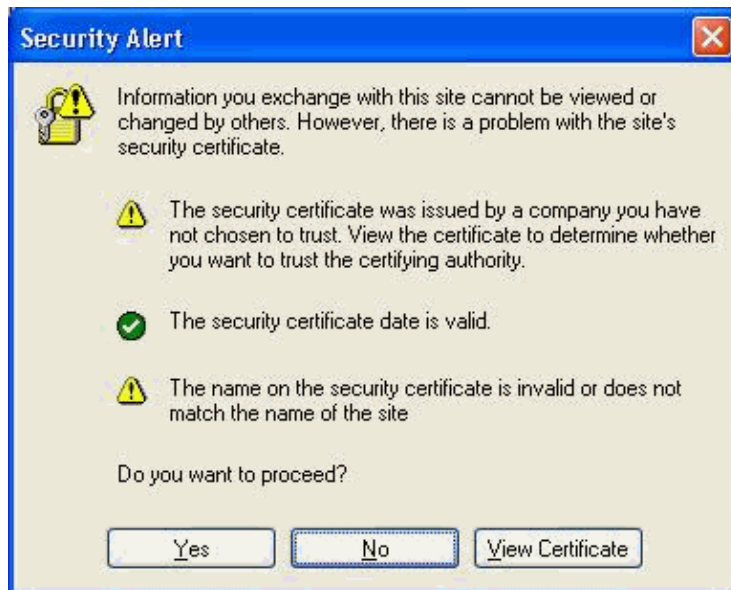 Security Alert
Information you exchange with this site cannot be viewed or
changed by others. However, there is a problem with the site's
security certificate.
The security certificate was issued by a company you have
not chosen to trust. View the certificate to determine whether
you want to trust the certifying authority.
The security certificate date is valid.
The name on the security certificate is invalid or does not
match the name of the site
Do you want to proceed?
Yes No View Certificate